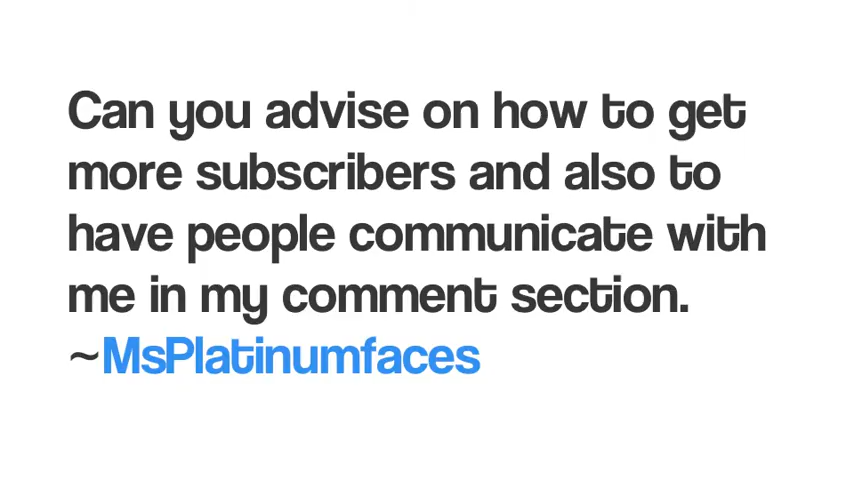 Can you advise on how to get
more subscribers and also to
have people communicate with
me in my comment section.
~MsPlatinumfaces